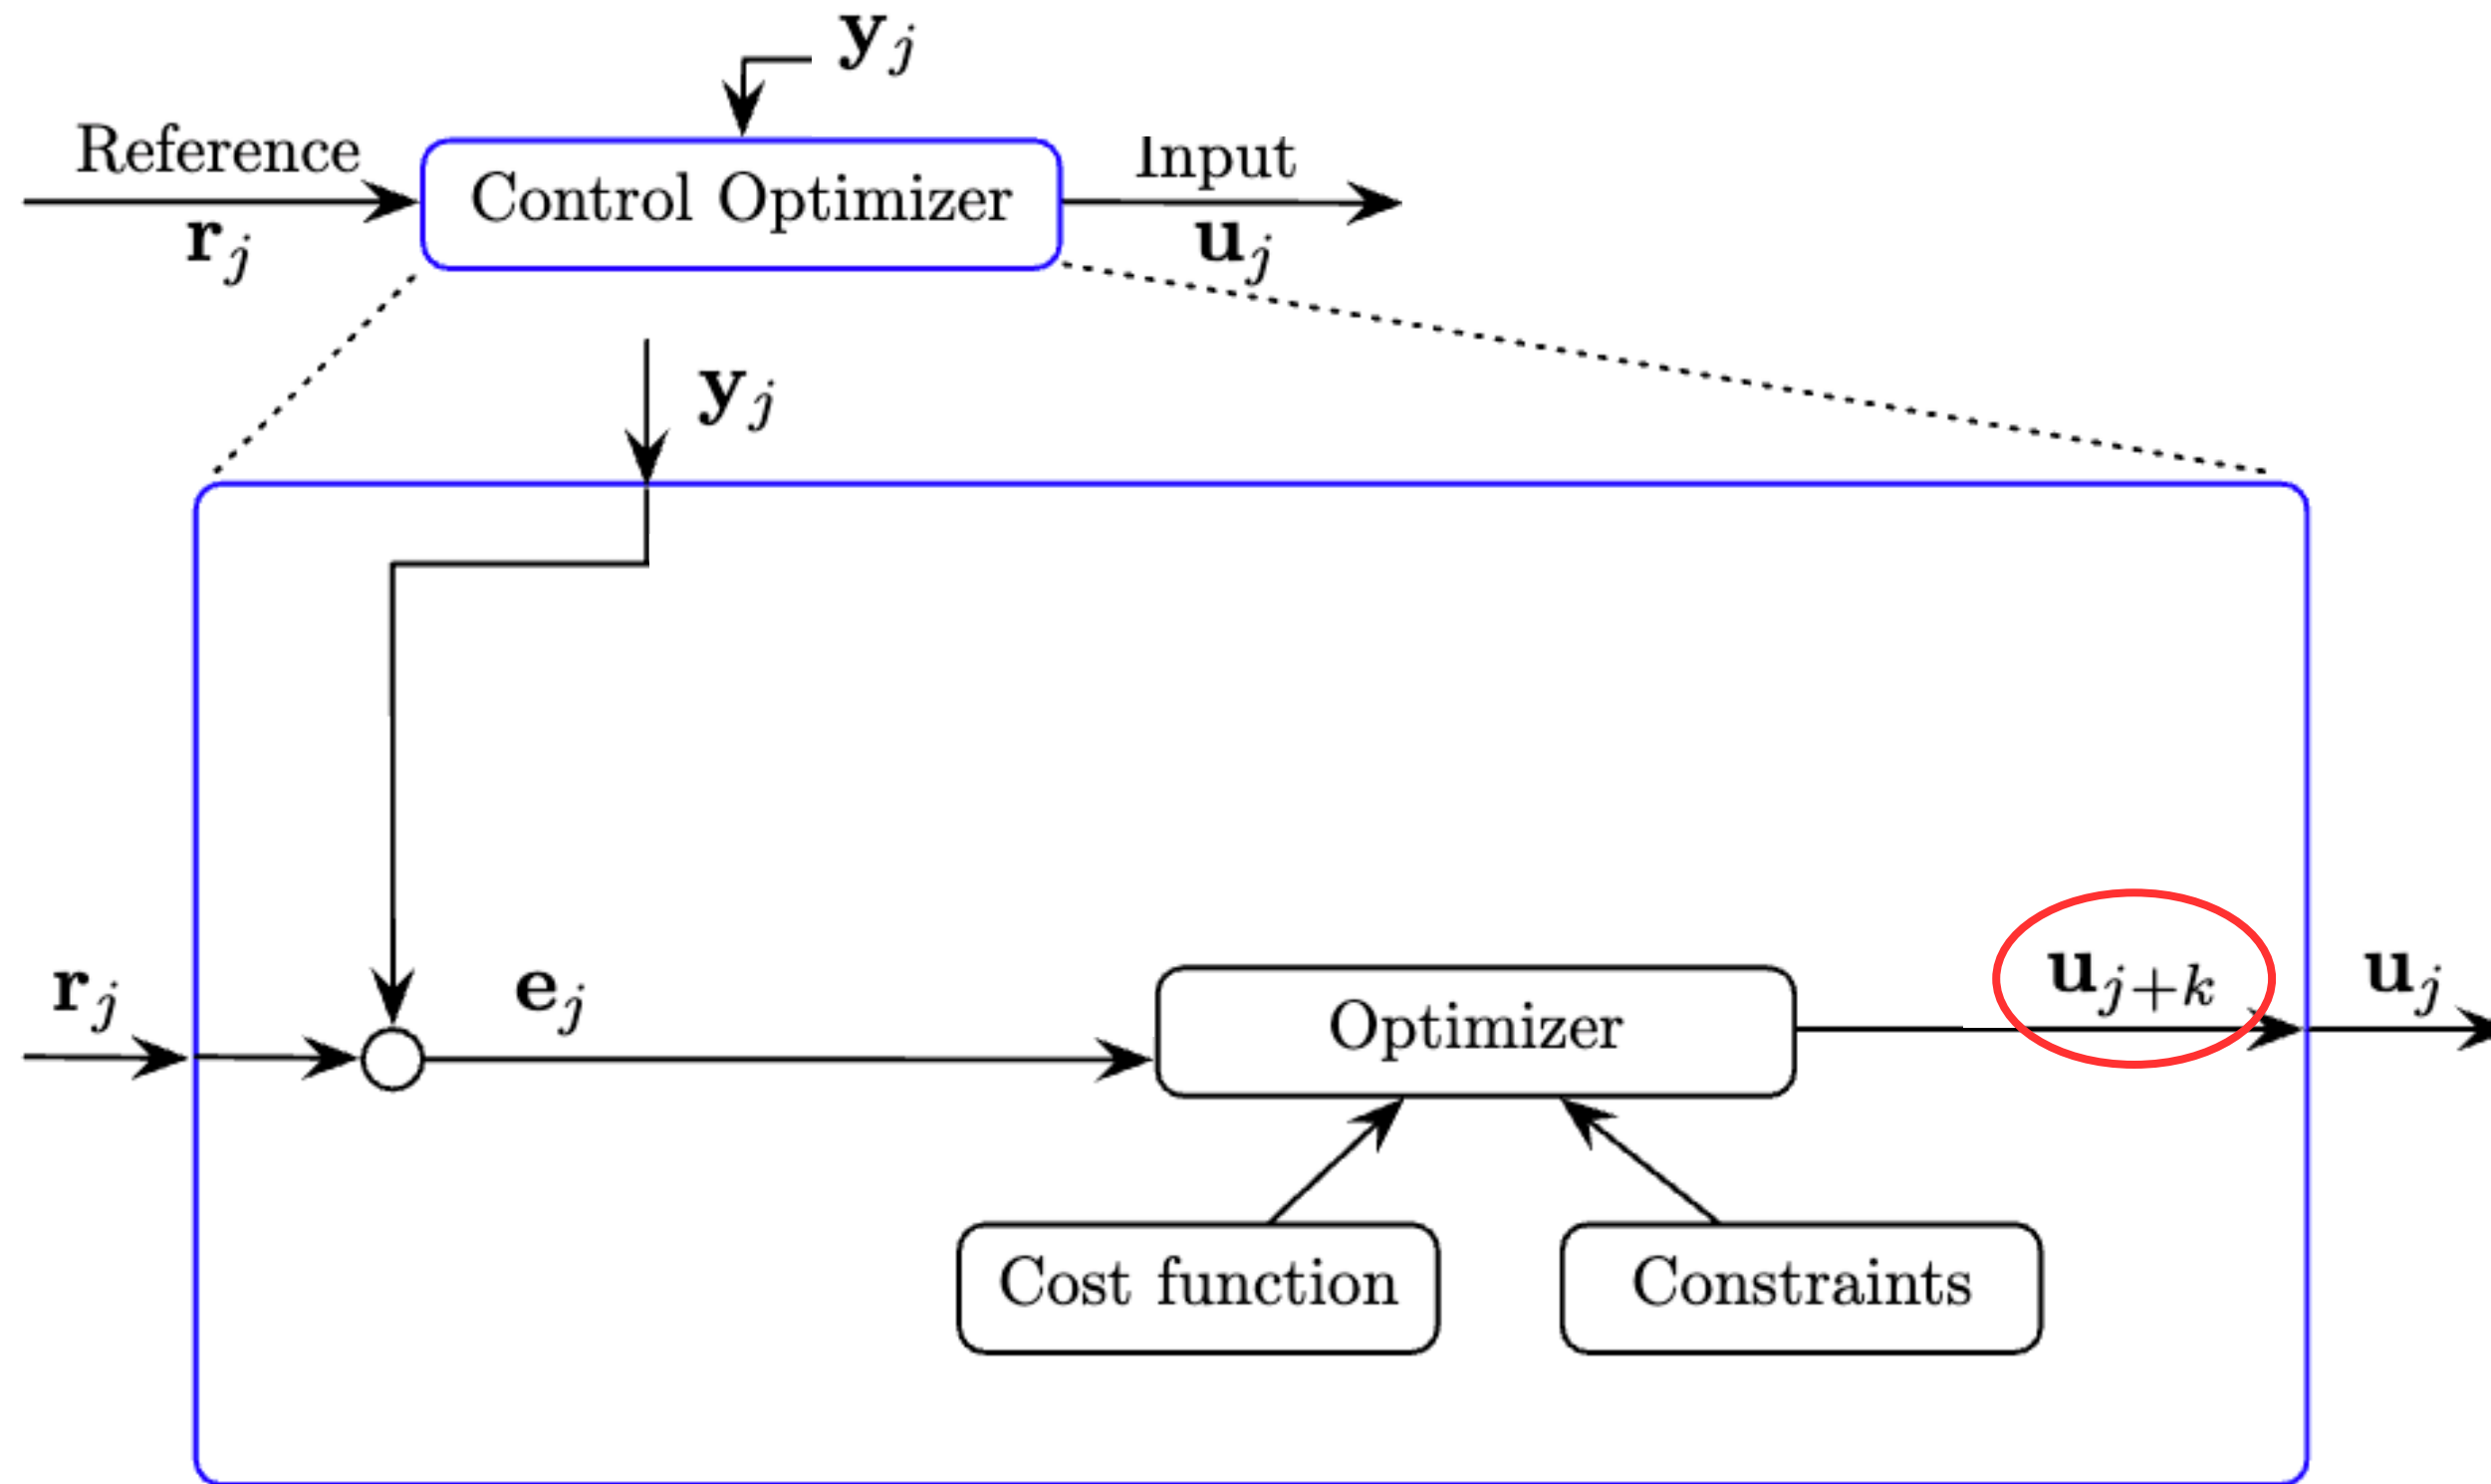 y_j
Reference
Input
Control Optimizer
r_j
u_j
y_j
r_j
e_j
u_{j+k}
u_j
Optimizer
Cost function
Constraints